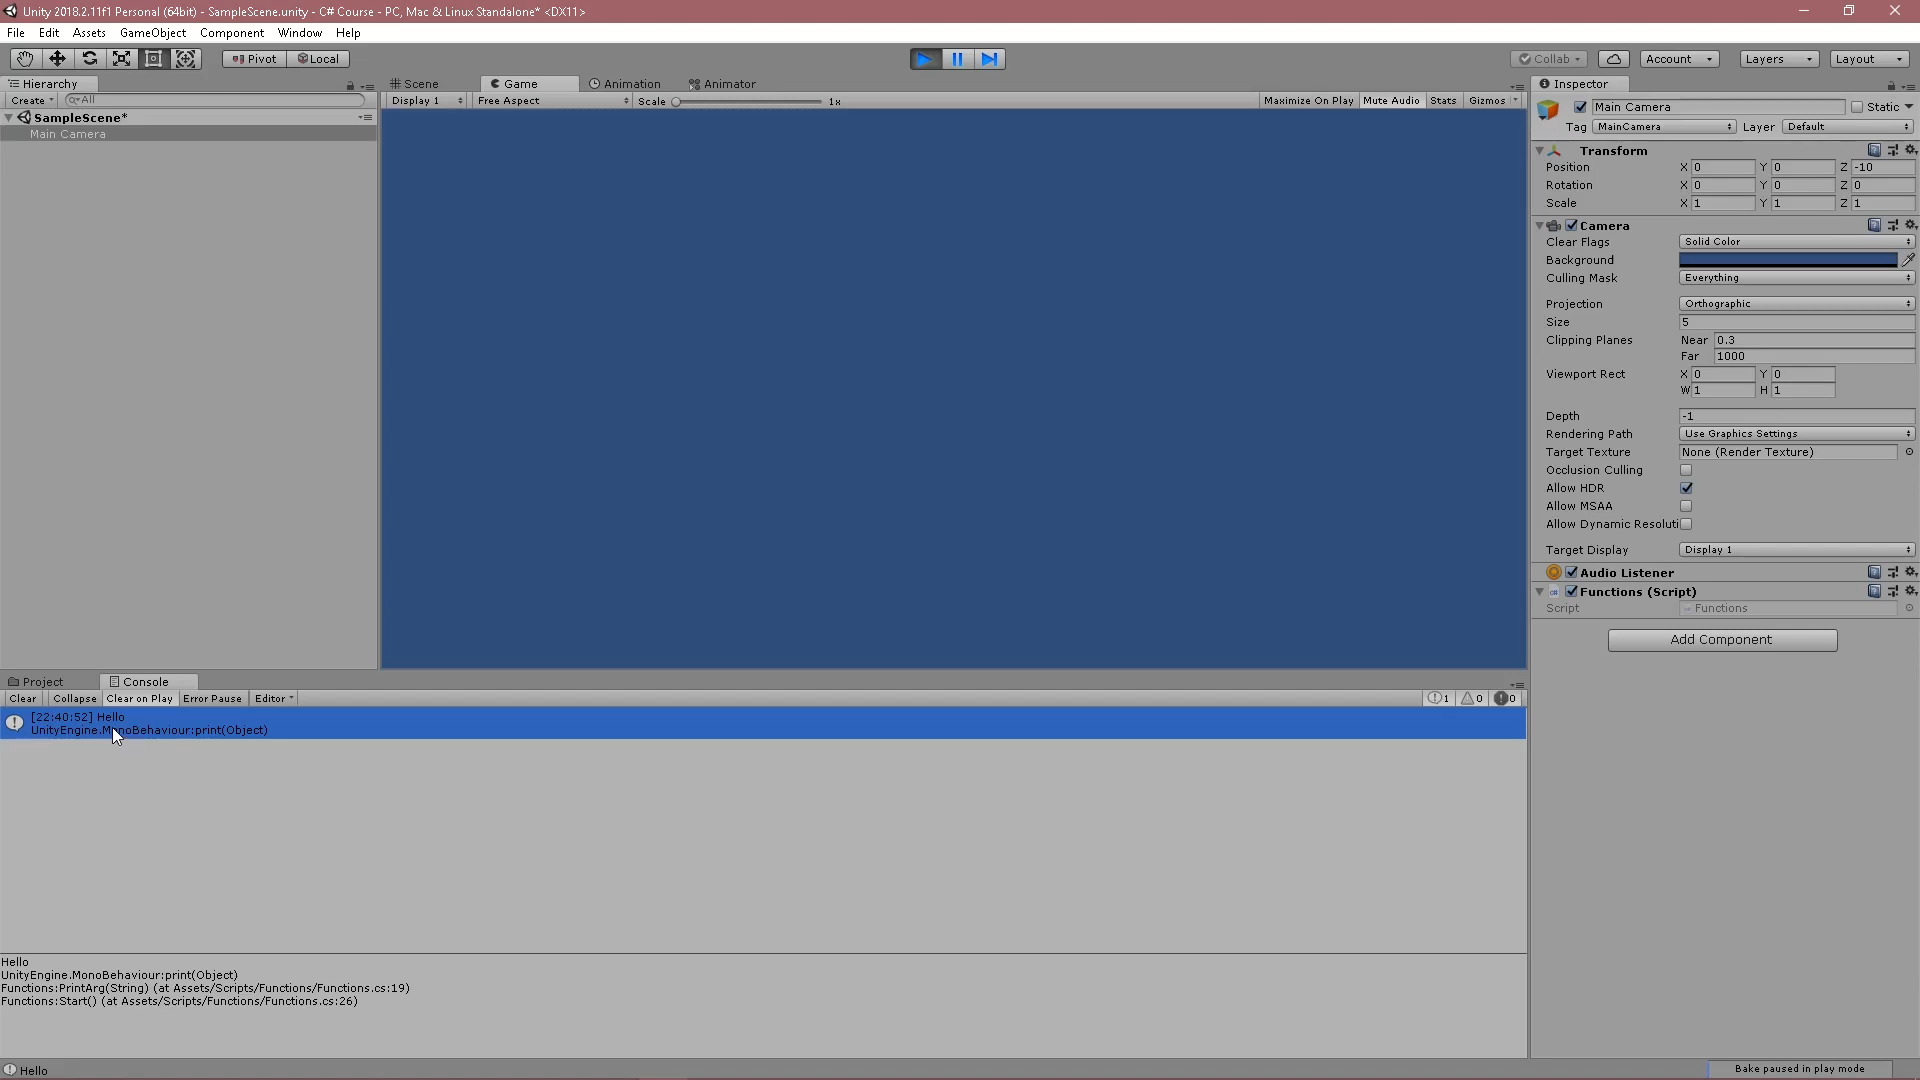 Unity 2018.2.11f1 Personal (64bit) - SampleScene.unity - C# Course - PC, Mac & Linux Standalone* <DX11>
File Edit Assets GameObject Component Window Help
Pivot Local Collab Account Layers Layout
Hierarchy
Create All
SampleScene*
Main Camera
Scene Game Animation Animator
Display 1 Free Aspect Scale 1x Maximize On Play Mute Audio Stats Gizmos
Inspector
Main Camera Static
Tag MainCamera Layer Default
Transform
Position X 0 Y 0 Z -10
Rotation X 0 Y 0 Z 0
Scale X 1 Y 1 Z 1
Camera
Clear Flags Solid Color
Background
Culling Mask Everything
Projection Orthographic
Size 5
Clipping Planes Near 0.3
Far 1000
Viewport Rect X 0 Y 0
W 1 H 1
Depth -1
Rendering Path Use Graphics Settings
Target Texture None (Render Texture)
Occlusion Culling
Allow HDR
Allow MSAA
Allow Dynamic Resoluti
Target Display Display 1
Audio Listener
Functions (Script)
Script Functions
Add Component
Project Console
Clear Collapse Clear on Play Error Pause Editor 1 0 0
[22:40:52] Hello
UnityEngine.MonoBehaviour:print(Object)
Hello
UnityEngine.MonoBehaviour:print(Object)
Functions:PrintArg(String) (at Assets/Scripts/Functions/Functions.cs:19)
Functions:Start() (at Assets/Scripts/Functions/Functions.cs:26)
Hello
Bake paused in play mode